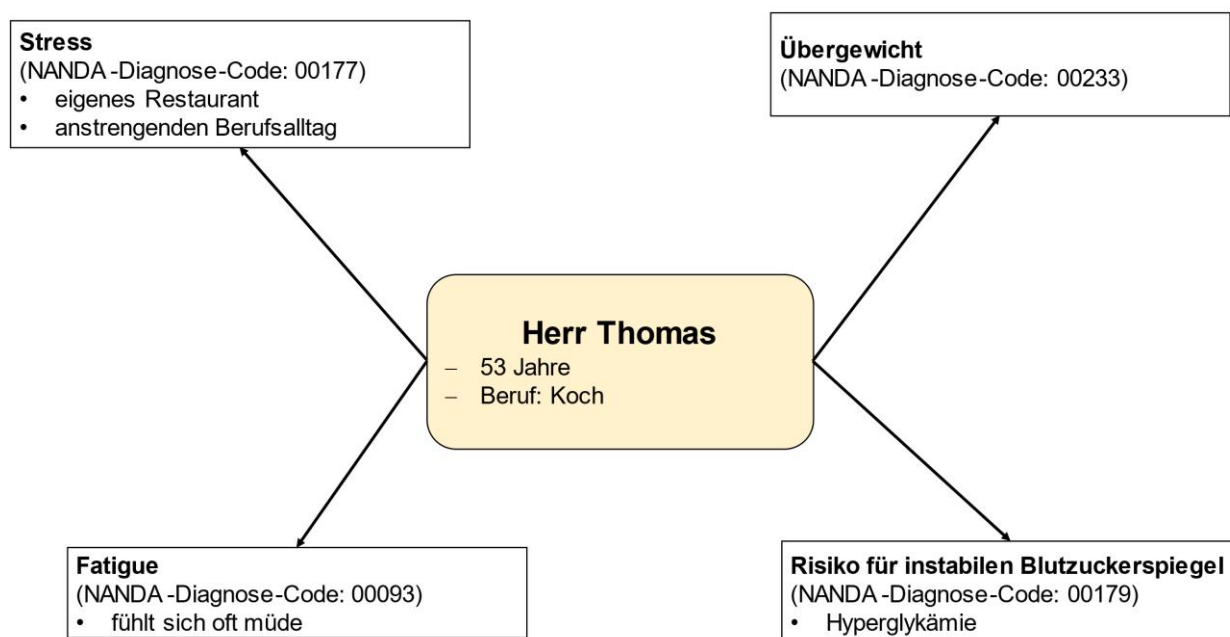 Stress
(NANDA-Diagnose-Code: 00177)
• eigenes Restaurant
• anstrengenden Berufsalltag
Übergewicht
(NANDA-Diagnose-Code: 00233)
Herr Thomas
– 53 Jahre
– Beruf: Koch
Fatigue
(NANDA-Diagnose-Code: 00093)
• fühlt sich oft müde
Risiko für instabilen Blutzuckerspiegel
(NANDA-Diagnose-Code: 00179)
• Hyperglykämie